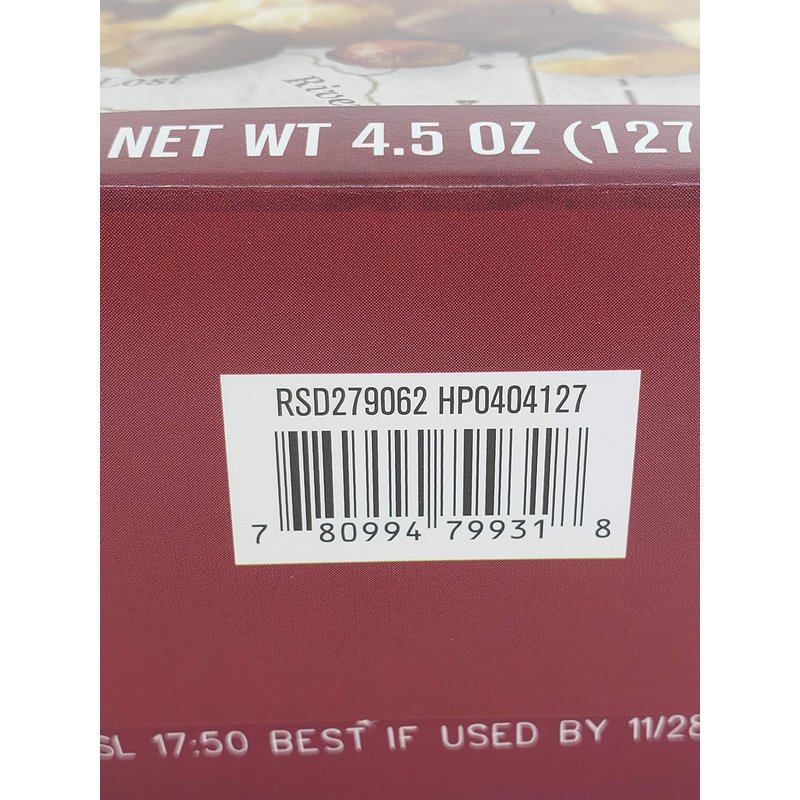 Lost
River
NET WT 4.5 OZ (127
RSD279062 HP0404127
7 80994 79931 8
SL 17:50 BEST IF USED BY 11/28